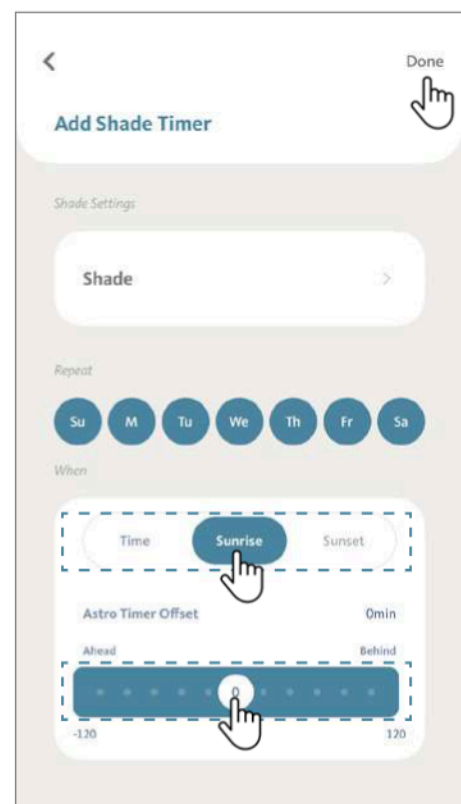 Done
Add Shade Timer
Shade Settings
Shade
Repeat
Su M Tu We Th Fr Sa
When
Time Sunrise Sunset
Astro Timer Offset 0min
Ahead Behind
0
-120 120